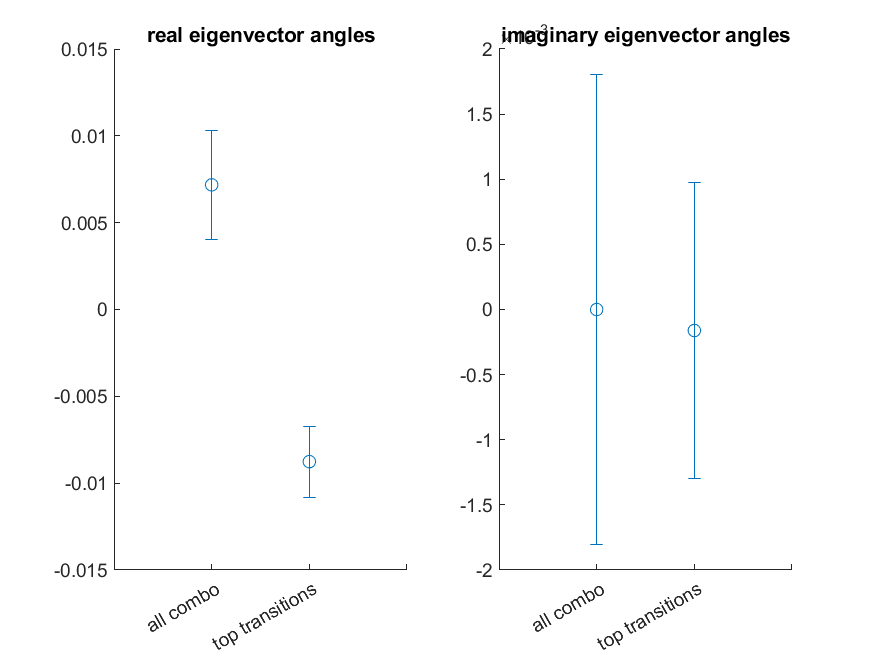 real eigenvector angles
0.015
0.01
0.005
0
-0.005
-0.01
-0.015
all combo
top transitions
imaginary eigenvector angles
2
1.5
1
0.5
0
-0.5
-1
-1.5
-2
all combo
top transitions